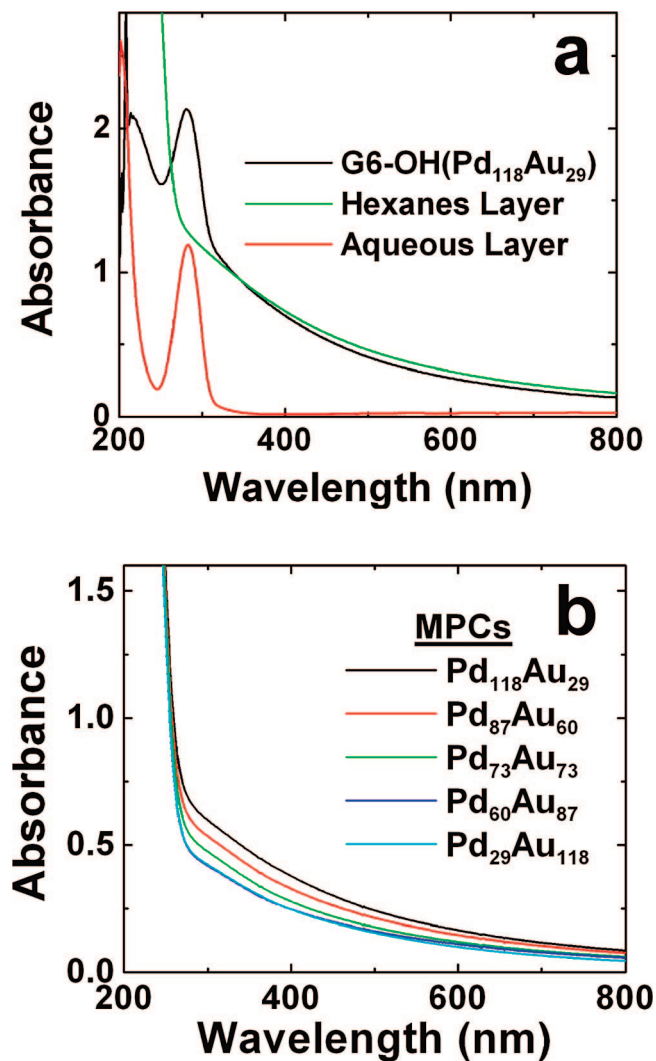 a
2
1
0
Absorbance
G6-OH(Pd₁₁₈Au₂₉)
Hexanes Layer
Aqueous Layer
200 400 600 800
Wavelength (nm)
b
1.5
1.0
0.5
0.0
Absorbance
MPCs
Pd₁₁₈Au₂₉
Pd₈₇Au₆₀
Pd₇₃Au₇₃
Pd₆₀Au₈₇
Pd₂₉Au₁₁₈
200 400 600 800
Wavelength (nm)